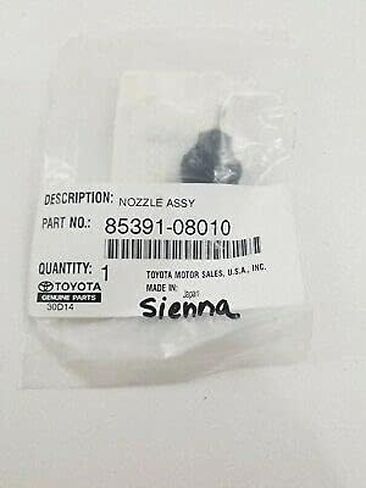 DESCRIPTION: NOZZLE ASSY
PART NO.: 85391-08010
QUANTITY: 1
TOYOTA MOTOR SALES, U.S.A., INC.
TOYOTA
MADE IN: Japan
GENUINE PARTS
30D14
Sienna